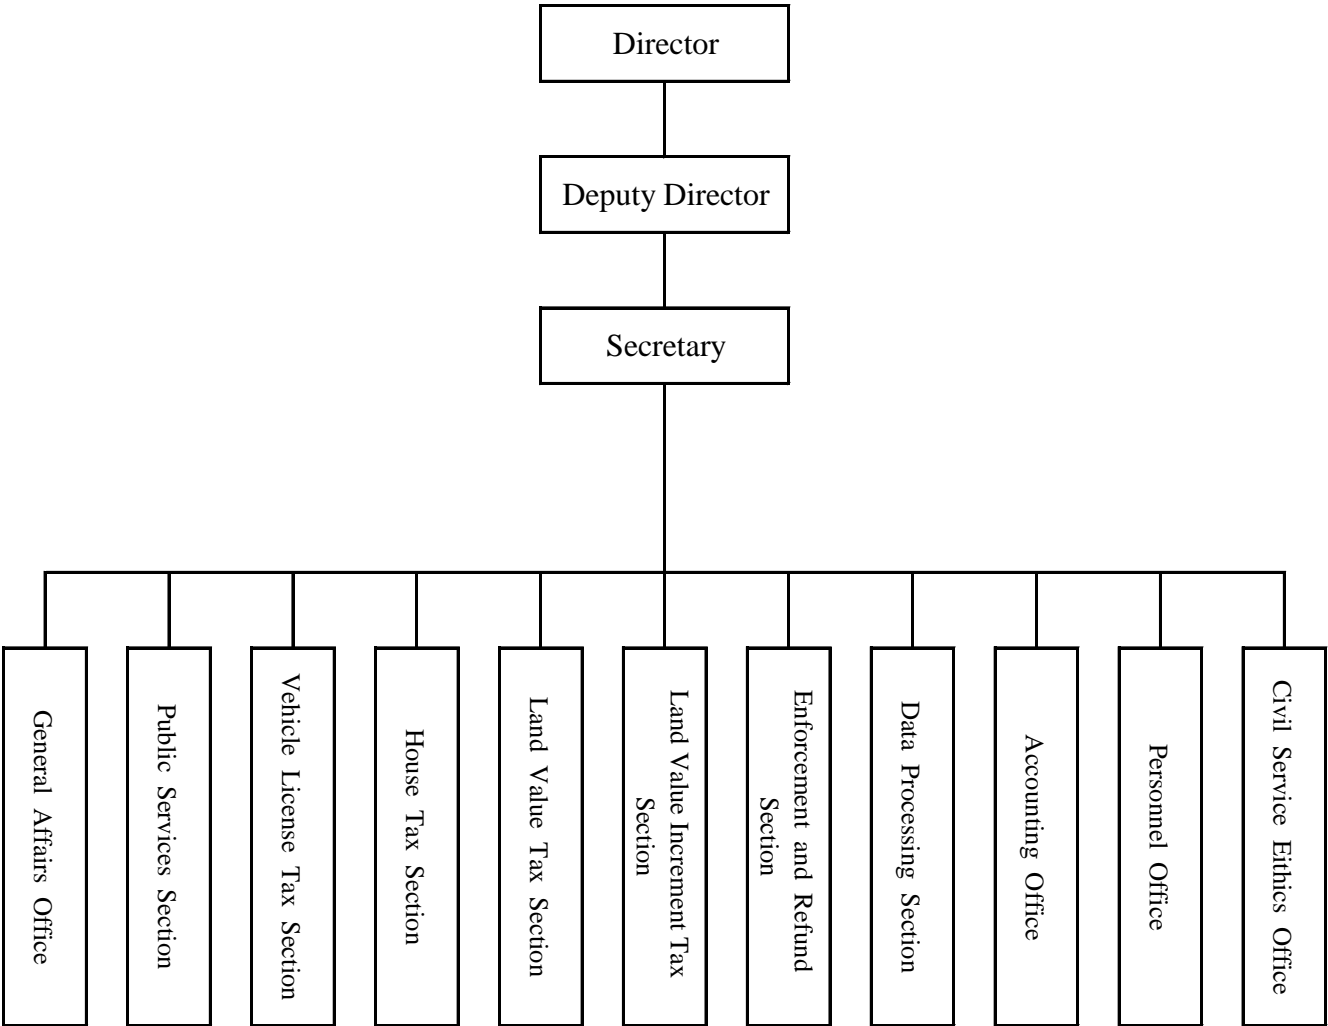 Director
Deputy Director
Secretary
General Affairs Office
Public Services Section
Vehicle License Tax Section
House Tax Section
Land Value Tax Section
Land Value Increment Tax
Section
Enforcement and Refund
Section
Data Processing Section
Accounting Office
Personnel Office
Civil Service Eithics Office